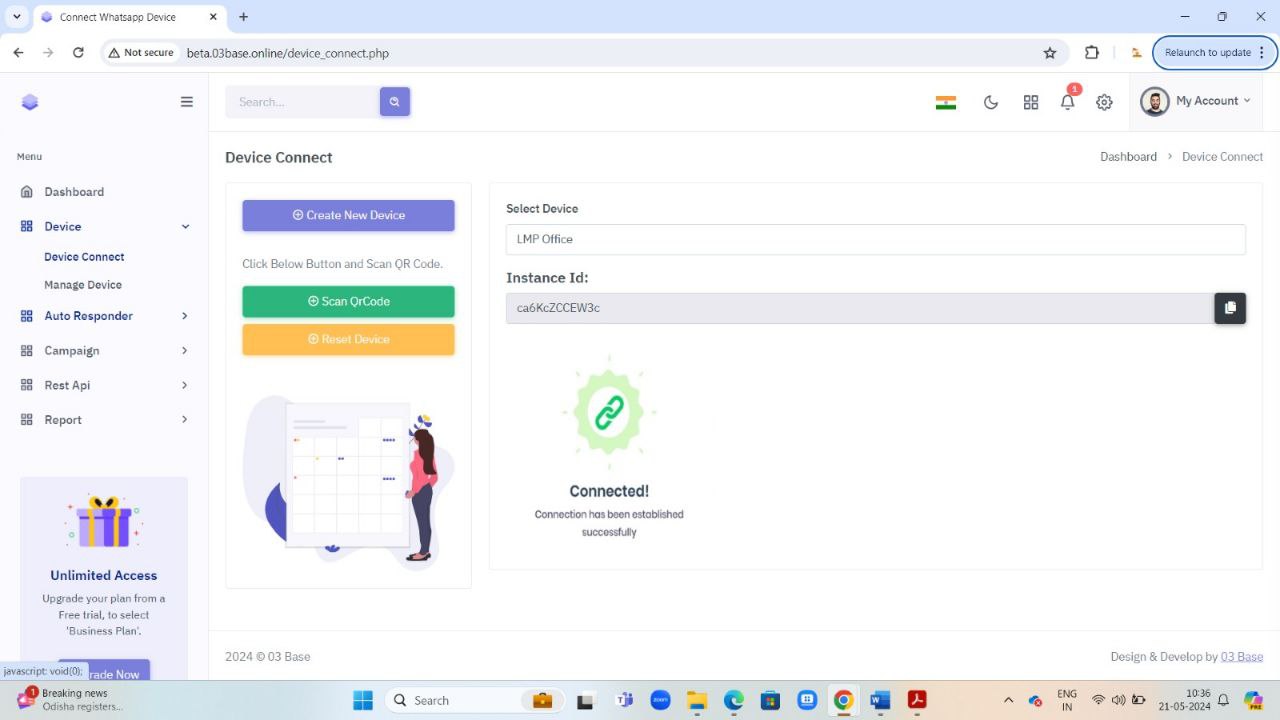 Connect Whatsapp Device
Not secure
beta.03base.online/device_connect.php
Relaunch to update
Search...
1
My Account
Menu
Dashboard
Device
Device Connect
Manage Device
Auto Responder
Campaign
Rest Api
Report
Unlimited Access
Upgrade your plan from a
Free trial, to select
'Business Plan'.
rade Now
javascript: void(0);
Device Connect
Dashboard > Device Connect
Create New Device
Click Below Button and Scan QR Code.
Scan QrCode
Reset Device
Select Device
LMP Office
Instance Id:
ca6KcZCCEW3c
Connected!
Connection has been established
successfully
2024 © 03 Base
Design & Develop by 03 Base
1
Breaking news
Odisha registers...
Search
zoom
ENG
IN
10:36
21-05-2024